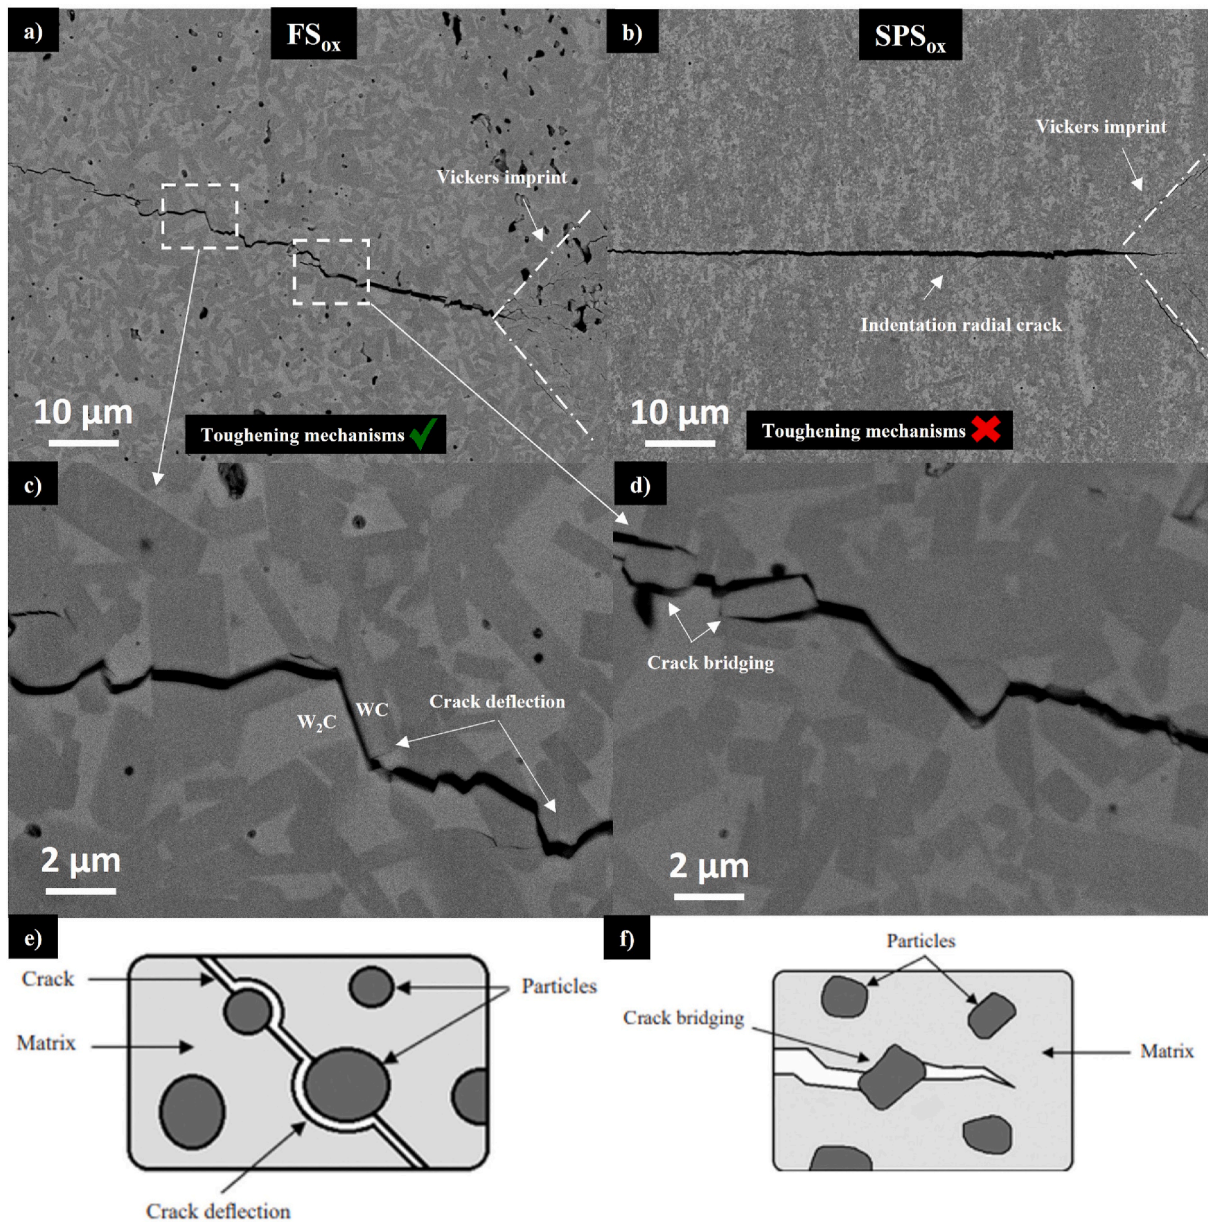 a)
FSox
Vickers imprint
10 µm
Toughening mechanisms
b)
SPSox
Vickers imprint
Indentation radial crack
10 µm
Toughening mechanisms
c)
W2C
WC
Crack deflection
2 µm
d)
Crack bridging
2 µm
e)
Crack
Matrix
Particles
Crack deflection
f)
Particles
Crack bridging
Matrix